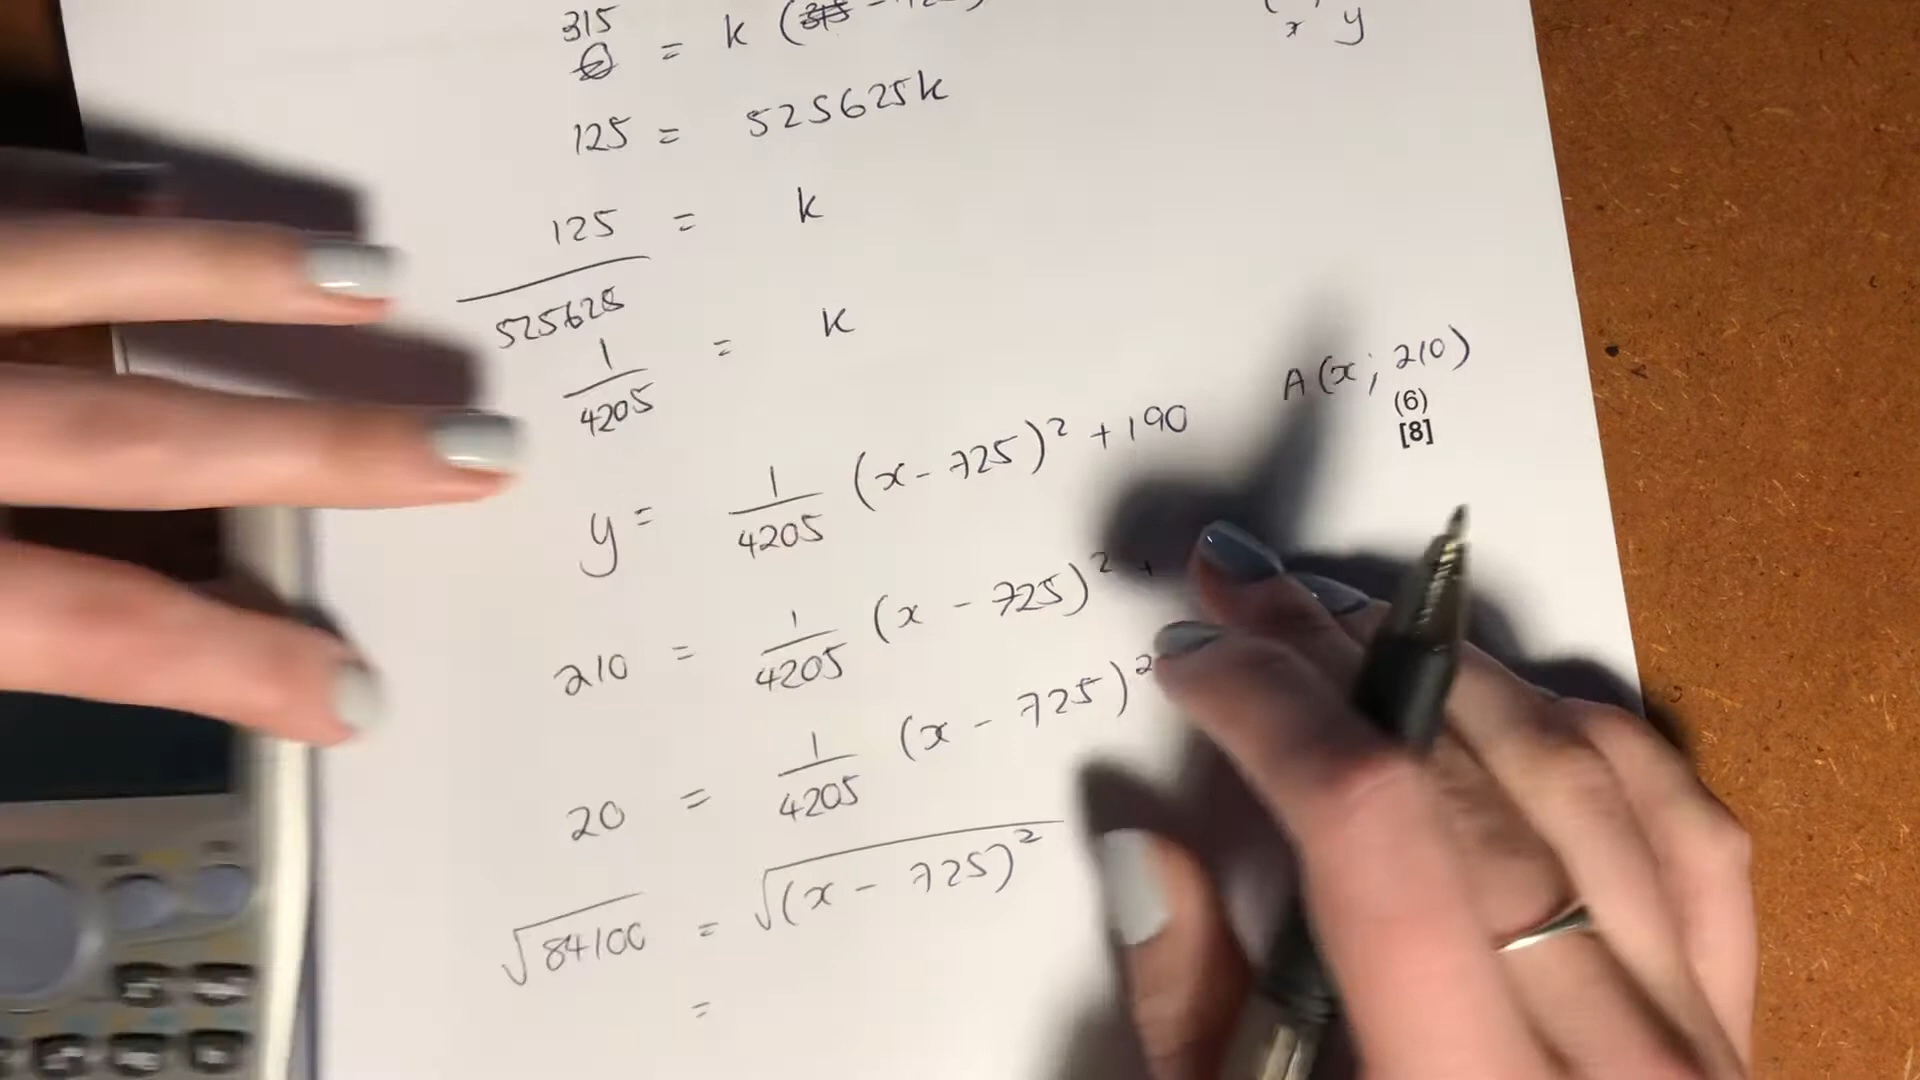 315
= k (
x y
125 = 525625k
125/525625 = k
1/4205 = k
A(x; 210)
(6)
[8]
y = 1/4205 (x - 725)² + 190
210 = 1/4205 (x - 725)² +
20 = 1/4205 (x - 725)²
√84100 = √(x - 725)²
=